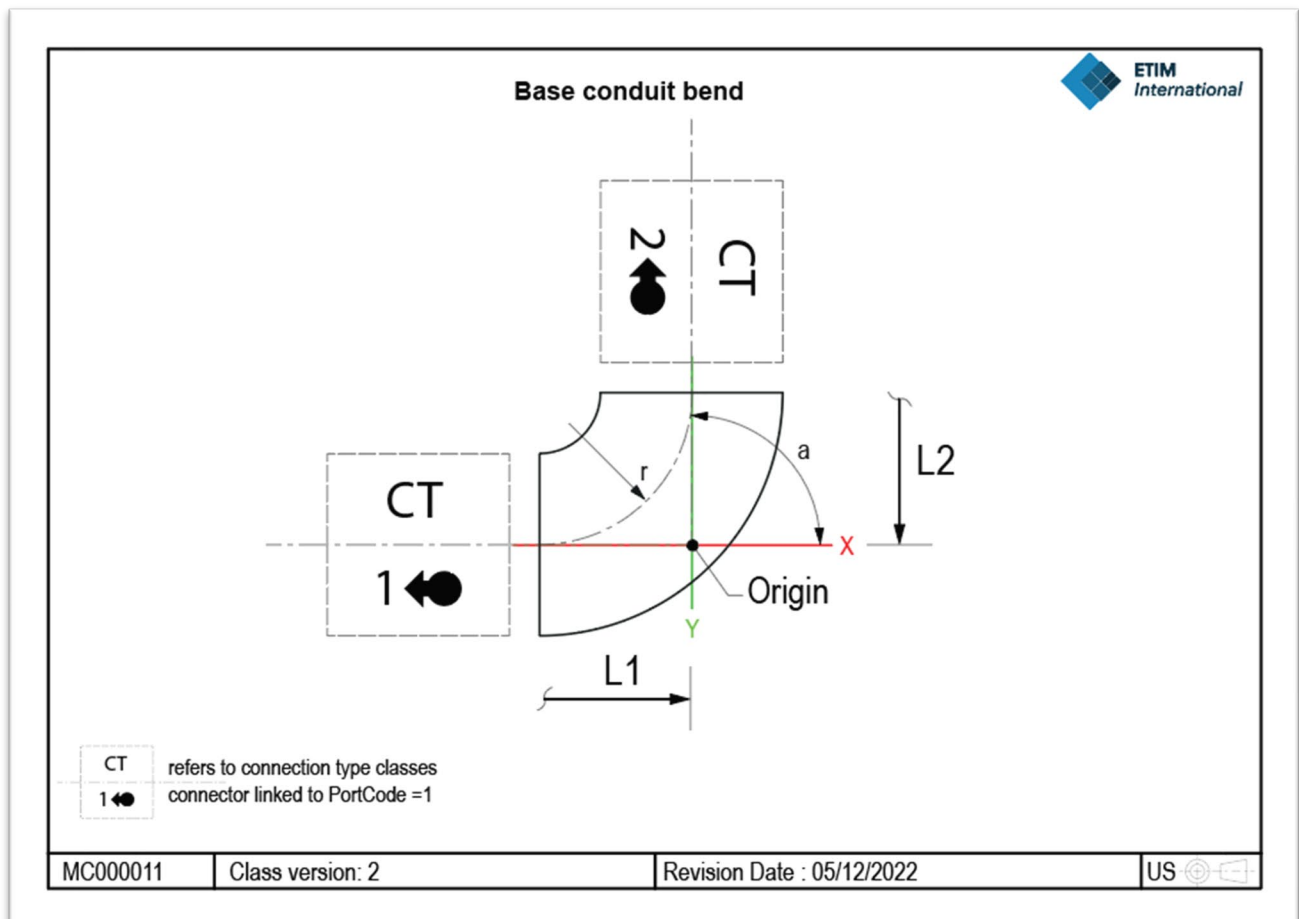 Base conduit bend
ETIM
International
2
CT
a
L2
r
CT
1
X
Origin
Y
L1
CT
refers to connection type classes
1
connector linked to PortCode =1
MC000011
Class version: 2
Revision Date : 05/12/2022
US